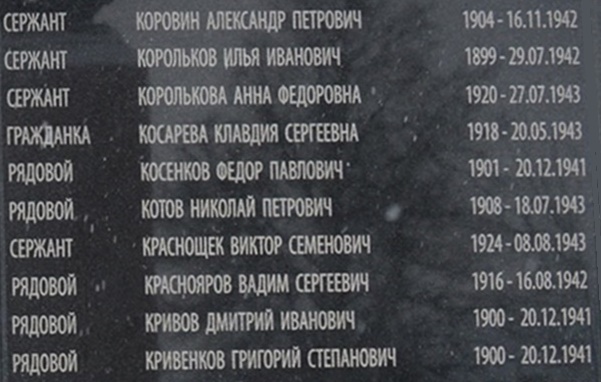 СЕРЖАНТ КОРОВИН АЛЕКСАНДР ПЕТРОВИЧ 1904 - 16.11.1942
СЕРЖАНТ КОРОЛЬКОВ ИЛЬЯ ИВАНОВИЧ 1899 - 29.07.1942
СЕРЖАНТ КОРОЛЬКОВА АННА ФЕДОРОВНА 1920 - 27.07.1943
ГРАЖДАНКА КОСАРЕВА КЛАВДИЯ СЕРГЕЕВНА 1918 - 20.05.1943
РЯДОВОЙ КОСЕНКОВ ФЕДОР ПАВЛОВИЧ 1901 - 20.12.1941
РЯДОВОЙ КОТОВ НИКОЛАЙ ПЕТРОВИЧ 1908 - 18.07.1943
СЕРЖАНТ КРАСНОЩЕК ВИКТОР СЕМЕНОВИЧ 1924 - 08.08.1943
РЯДОВОЙ КРАСНОЯРОВ ВАДИМ СЕРГЕЕВИЧ 1916 - 16.08.1942
РЯДОВОЙ КРИВОВ ДМИТРИЙ ИВАНОВИЧ 1900 - 20.12.1941
РЯДОВОЙ КРИВЕНКОВ ГРИГОРИЙ СТЕПАНОВИЧ 1900 - 20.12.1941